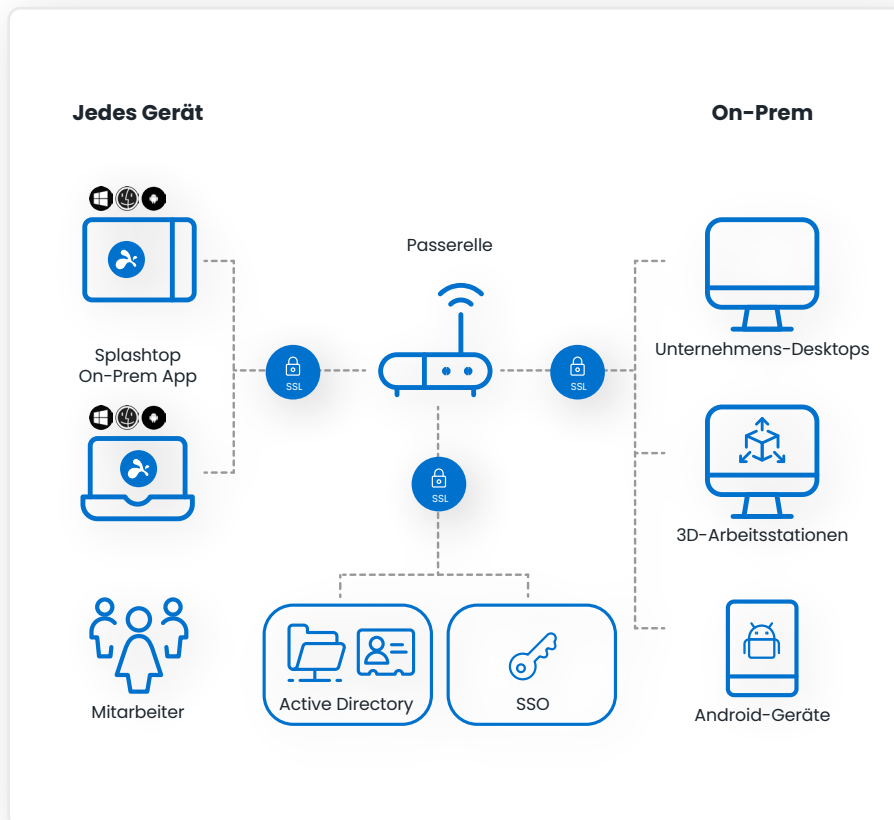 Jedes Gerät
On-Prem
Passerelle
Splashtop
On-Prem App
SSL
SSL
SSL
Unternehmens-Desktops
3D-Arbeitsstationen
Mitarbeiter
Active Directory
SSO
Android-Geräte